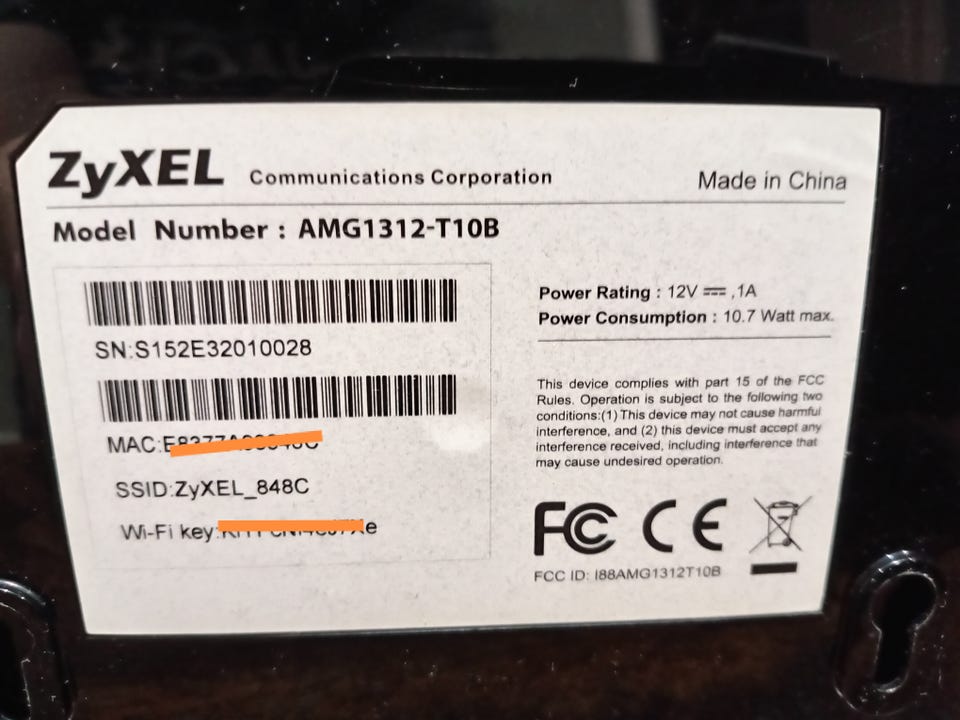 ZyXEL Communications Corporation
Made in China
Model Number : AMG1312-T10B
SN:S152E32010028
MAC:
SSID:ZyXEL_848C
Wi-Fi key:
Power Rating : 12V ⎓ ,1A
Power Consumption : 10.7 Watt max.
This device complies with part 15 of the FCC
Rules. Operation is subject to the following two
conditions:(1) This device may not cause harmful
interference, and (2) this device must accept any
interference received, including interference that
may cause undesired operation.
FC CE
FCC ID: I88AMG1312T10B